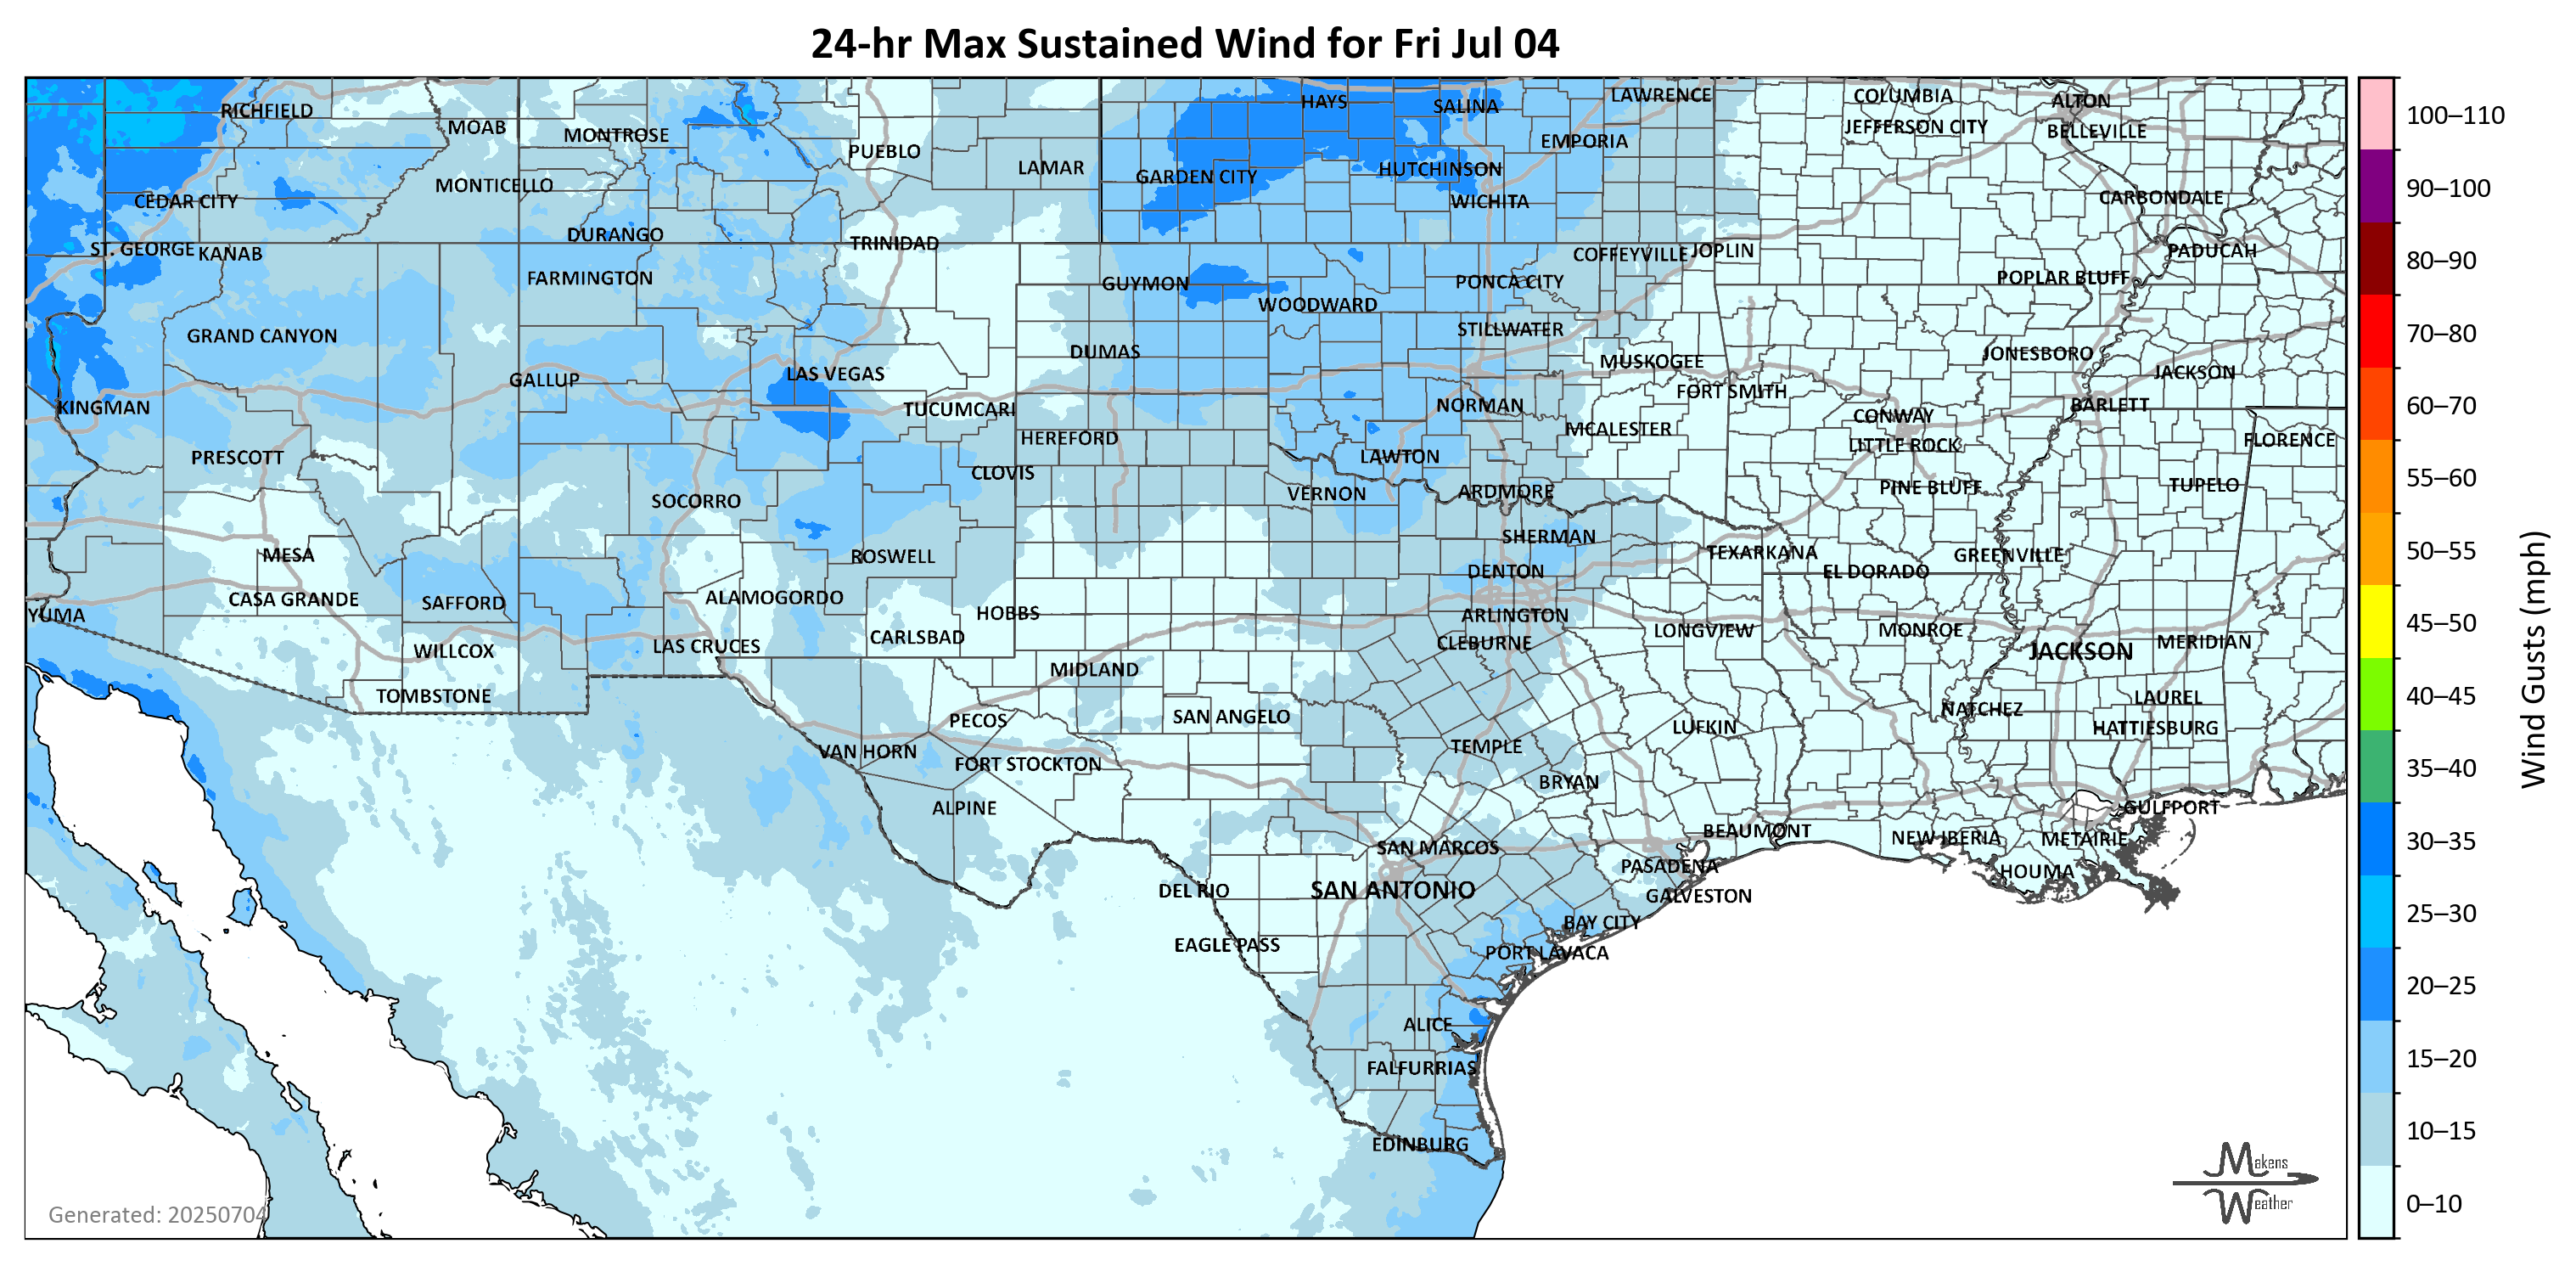 24-hr Max Sustained Wind for Fri Jul 04
RICHFIELD
MOAB
MONTROSE
PUEBLO
LAMAR
HAYS
SALINA
LAWRENCE
COLUMBIA
ALTON
JEFFERSON CITY
BELLEVILLE
EMPORIA
GARDEN CITY
HUTCHINSON
MONTICELLO
CEDAR CITY
WICHITA
CARBONDALE
ST. GEORGE
KANAB
DURANGO
TRINIDAD
COFFEYVILLE
JOPLIN
PADUCAH
FARMINGTON
GUYMON
PONCA CITY
POPLAR BLUFF
WOODWARD
GRAND CANYON
STILLWATER
DUMAS
MUSKOGEE
JONESBORO
GALLUP
LAS VEGAS
JACKSON
FORT SMITH
KINGMAN
TUCUMCARI
NORMAN
BARLETT
CONWAY
HEREFORD
MCALESTER
LITTLE ROCK
FLORENCE
PRESCOTT
LAWTON
CLOVIS
SOCORRO
VERNON
ARDMORE
PINE BLUFF
TUPELO
SHERMAN
MESA
ROSWELL
TEXARKANA
GREENVILLE
DENTON
EL DORADO
CASA GRANDE
SAFFORD
ALAMOGORDO
HOBBS
YUMA
ARLINGTON
LAS CRUCES
CARLSBAD
CLEBURNE
LONGVIEW
MONROE
JACKSON
MERIDIAN
WILLCOX
MIDLAND
TOMBSTONE
LAUREL
PECOS
SAN ANGELO
NATCHEZ
LUFKIN
HATTIESBURG
VAN HORN
FORT STOCKTON
TEMPLE
BRYAN
ALPINE
GULFPORT
BEAUMONT
NEW IBERIA
METAIRIE
SAN MARCOS
PASADENA
HOUMA
DEL RIO
SAN ANTONIO
GALVESTON
BAY CITY
EAGLE PASS
PORT LAVACA
ALICE
FALFURRIAS
EDINBURG
Generated: 20250704
Makens
Weather
100–110
90–100
80–90
70–80
60–70
55–60
50–55
45–50
40–45
35–40
30–35
25–30
20–25
15–20
10–15
0–10
Wind Gusts (mph)